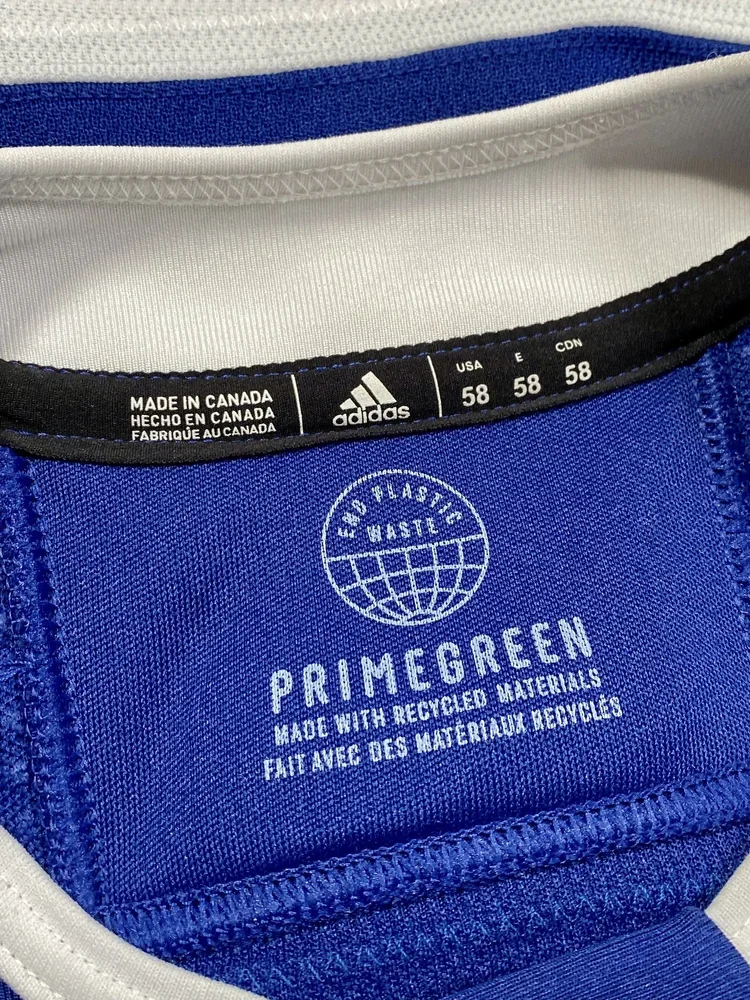 MADE IN CANADA
HECHO EN CANADA
FABRIQUÉ AU CANADA
adidas
USA E CDN
58 58 58
END PLASTIC
WASTE
PRIMEGREEN
MADE WITH RECYCLED MATERIALS
FAIT AVEC DES MATÉRIAUX RECYCLÉS